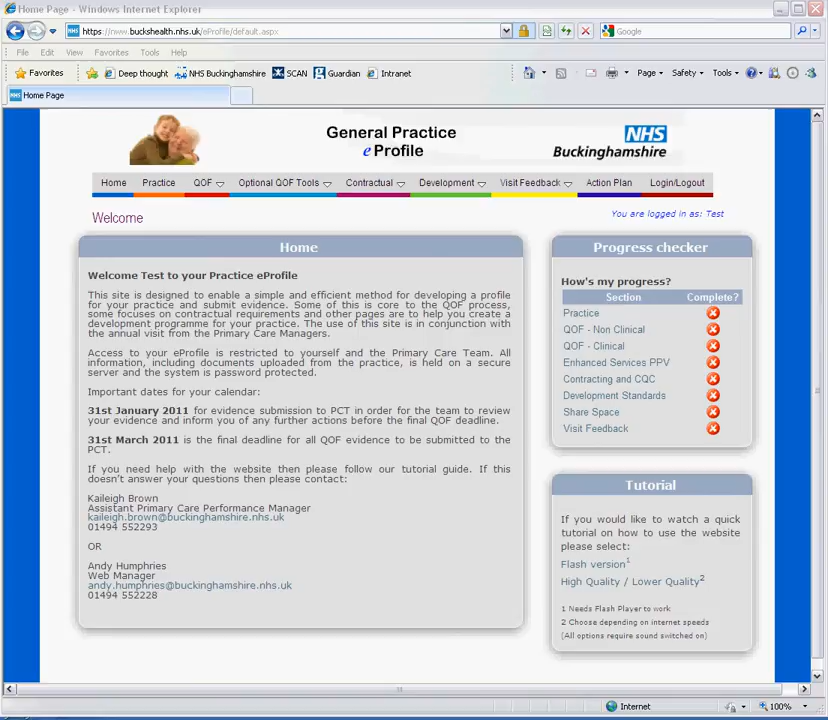 Home Page - Windows Internet Explorer
https://www.buckshealth.nhs.uk/eProfile/default.aspx
Google
File Edit View Favorites Tools Help
Favorites Deep thought NHS Buckinghamshire SCAN Guardian Intranet Page Safety Tools
Home Page
General Practice
e Profile
NHS
Buckinghamshire
Home Practice QOF Optional QOF Tools Contractual Development Visit Feedback Action Plan Login/Logout
Welcome
You are logged in as: Test
Home
Welcome Test to your Practice eProfile
This site is designed to enable a simple and efficient method for developing a profile
for your practice and submit evidence. Some of this is core to the QOF process,
some focuses on contractual requirements and other pages are to help you create a
development programme for your practice. The use of this site is in conjunction with
the annual visit from the Primary Care Managers.
Access to your eProfile is restricted to yourself and the Primary Care Team. All
information, including documents uploaded from the practice, is held on a secure
server and the system is password protected.
Important dates for your calendar:
31st January 2011 for evidence submission to PCT in order for the team to review
your evidence and inform you of any further actions before the final QOF deadline.
31st March 2011 is the final deadline for all QOF evidence to be submitted to the
PCT.
If you need help with the website then please follow our tutorial guide. If this
doesn't answer your questions then please contact:
Kaileigh Brown
Assistant Primary Care Performance Manager
kaileigh.brown@buckinghamshire.nhs.uk
01494 552293
OR
Andy Humphries
Web Manager
andy.humphries@buckinghamshire.nhs.uk
01494 552228
Progress checker
How's my progress?
Section Complete?
Practice
QOF - Non Clinical
QOF - Clinical
Enhanced Services PPV
Contracting and CQC
Development Standards
Share Space
Visit Feedback
Tutorial
If you would like to watch a quick
tutorial on how to use the website
please select:
Flash version1
High Quality / Lower Quality2
1 Needs Flash Player to work
2 Choose depending on internet speeds
(All options require sound switched on)
Internet 100%